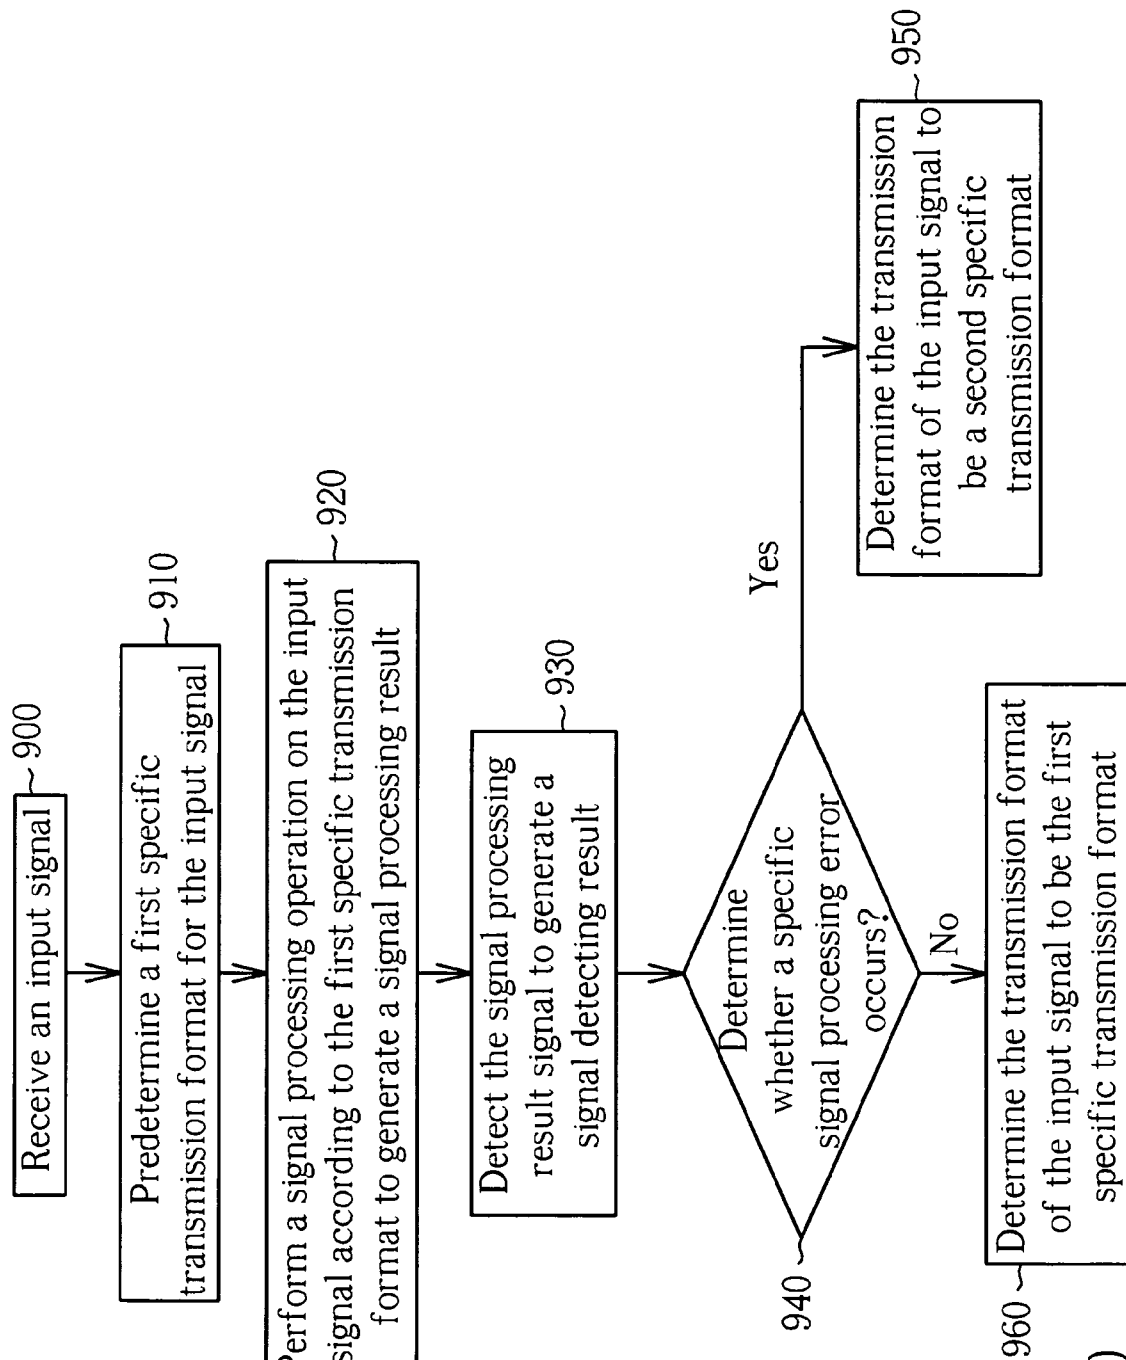 Receive an input signal
900
Predetermine a first specific
transmission format for the input signal
910
Perform a signal processing operation on the input
signal according to the first specific transmission
format to generate a signal processing result
920
Detect the signal processing
result signal to generate a
signal detecting result
930
Determine
whether a specific
signal processing error
occurs?
940
Yes
Determine the transmission
format of the input signal to
be a second specific
transmission format
950
No
Determine the transmission format
of the input signal to be the first
specific transmission format
960
)